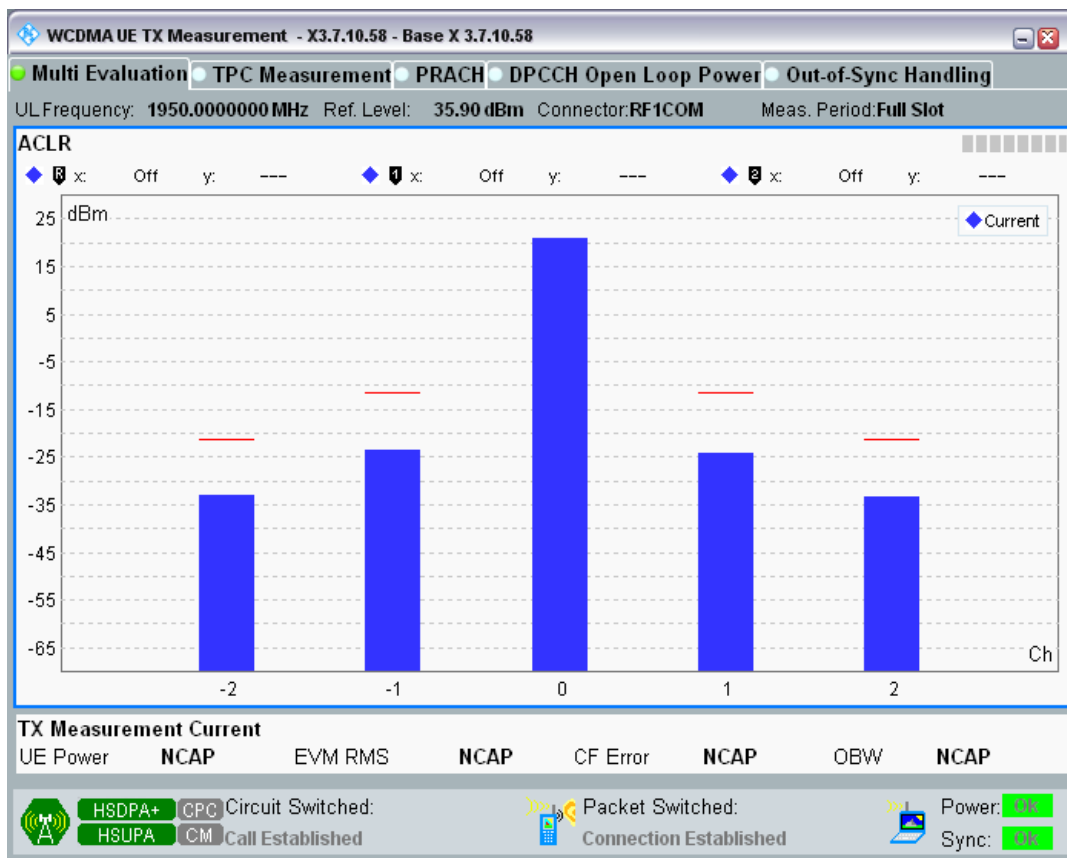 WCDMA UE TX Measurement - X3.7.10.58 - Base X 3.7.10.58
Multi Evaluation TPC Measurement PRACH DPCCH Open Loop Power Out-of-Sync Handling
UL Frequency: 1950.0000000 MHz Ref. Level: 35.90 dBm Connector:RF1COM Meas. Period:Full Slot
ACLR
R x: Off y: --- 1 x: Off y: --- 2 x: Off y: ---
dBm
Current
25
15
5
-5
-15
-25
-35
-45
-55
-65
Ch
-2 -1 0 1 2
TX Measurement Current
UE Power NCAP EVM RMS NCAP CF Error NCAP OBW NCAP
HSDPA+ CPC Circuit Switched: Packet Switched: Power: Ok
HSUPA CM Call Established Connection Established Sync: Ok